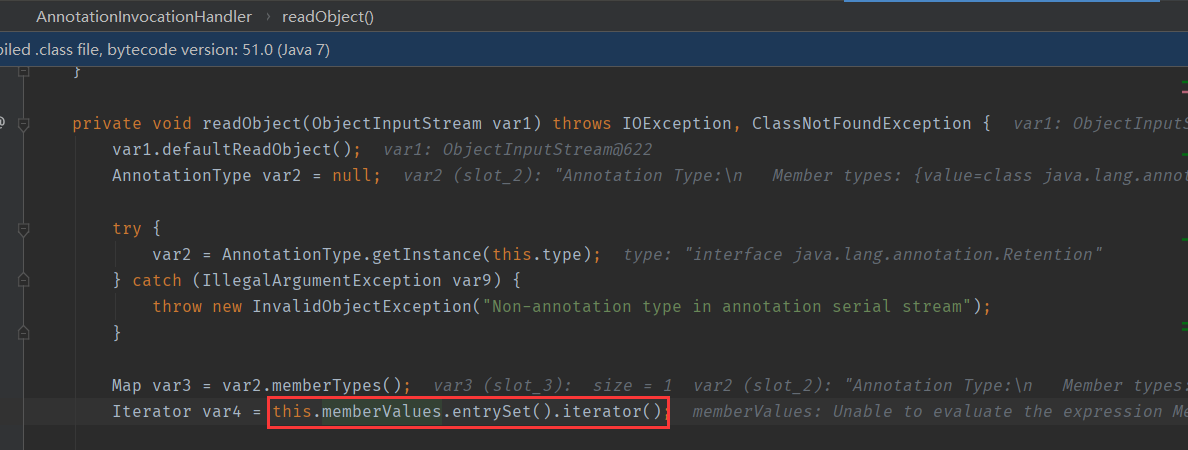 AnnotationInvocationHandler › readObject()
piled .class file, bytecode version: 51.0 (Java 7)
}
@ private void readObject(ObjectInputStream var1) throws IOException, ClassNotFoundException { var1: ObjectInputS
var1.defaultReadObject(); var1: ObjectInputStream@622
AnnotationType var2 = null; var2 (slot_2): "Annotation Type:\n Member types: {value=class java.lang.annot
try {
var2 = AnnotationType.getInstance(this.type); type: "interface java.lang.annotation.Retention"
} catch (IllegalArgumentException var9) {
throw new InvalidObjectException("Non-annotation type in annotation serial stream");
}
Map var3 = var2.memberTypes(); var3 (slot_3): size = 1 var2 (slot_2): "Annotation Type:\n Member types:
Iterator var4 = this.memberValues.entrySet().iterator(); memberValues: Unable to evaluate the expression Me